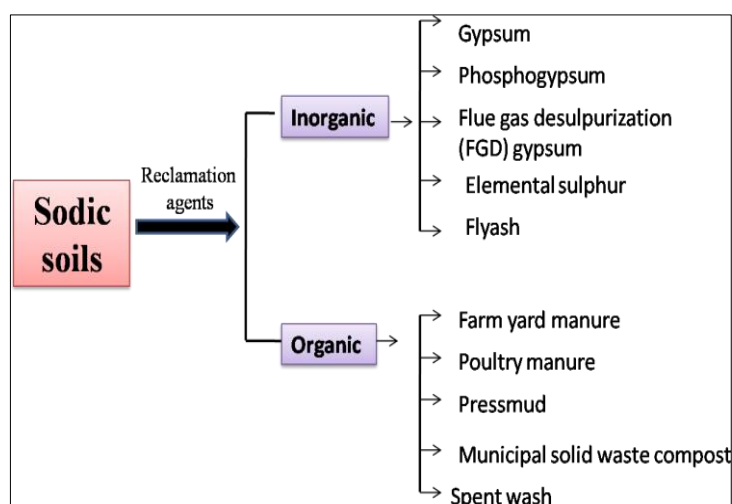 Sodic
soils
Reclamation
agents
Inorganic
Gypsum
Phosphogypsum
Flue gas desulpurization
(FGD) gypsum
Elemental sulphur
Flyash
Organic
Farm yard manure
Poultry manure
Pressmud
Municipal solid waste compost
Spent wash